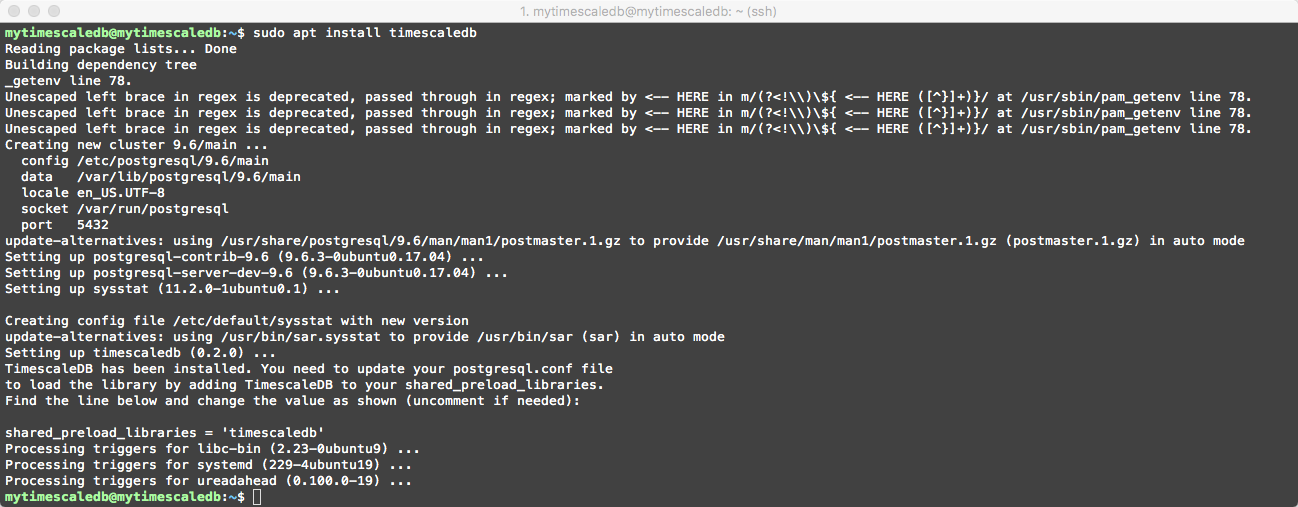 1. mytimescaledb@mytimescaledb: ~ (ssh)
mytimescaledb@mytimescaledb:~$ sudo apt install timescaledb
Reading package lists... Done
Building dependency tree
_getenv line 78.
Unescaped left brace in regex is deprecated, passed through in regex; marked by <-- HERE in m/(?<!\\)\${ <-- HERE ([^}]+)}/ at /usr/sbin/pam_getenv line 78.
Unescaped left brace in regex is deprecated, passed through in regex; marked by <-- HERE in m/(?<!\\)\${ <-- HERE ([^}]+)}/ at /usr/sbin/pam_getenv line 78.
Unescaped left brace in regex is deprecated, passed through in regex; marked by <-- HERE in m/(?<!\\)\${ <-- HERE ([^}]+)}/ at /usr/sbin/pam_getenv line 78.
Creating new cluster 9.6/main ...
  config /etc/postgresql/9.6/main
  data   /var/lib/postgresql/9.6/main
  locale en_US.UTF-8
  socket /var/run/postgresql
  port   5432
update-alternatives: using /usr/share/postgresql/9.6/man/man1/postmaster.1.gz to provide /usr/share/man/man1/postmaster.1.gz (postmaster.1.gz) in auto mode
Setting up postgresql-contrib-9.6 (9.6.3-0ubuntu0.17.04) ...
Setting up postgresql-server-dev-9.6 (9.6.3-0ubuntu0.17.04) ...
Setting up sysstat (11.2.0-1ubuntu0.1) ...

Creating config file /etc/default/sysstat with new version
update-alternatives: using /usr/bin/sar.sysstat to provide /usr/bin/sar (sar) in auto mode
Setting up timescaledb (0.2.0) ...
TimescaleDB has been installed. You need to update your postgresql.conf file
to load the library by adding TimescaleDB to your shared_preload_libraries.
Find the line below and change the value as shown (uncomment if needed):

shared_preload_libraries = 'timescaledb'
Processing triggers for libc-bin (2.23-0ubuntu9) ...
Processing triggers for systemd (229-4ubuntu19) ...
Processing triggers for ureadahead (0.100.0-19) ...
mytimescaledb@mytimescaledb:~$